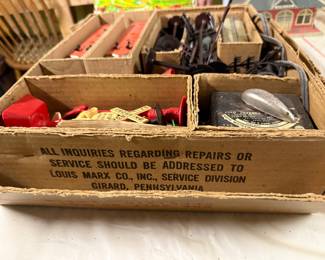 ALL INQUIRIES REGARDING REPAIRS OR
SERVICE SHOULD BE ADDRESSED TO
LOUIS MARX CO., INC., SERVICE DIVISION
GIRARD, PENNSYLVANIA